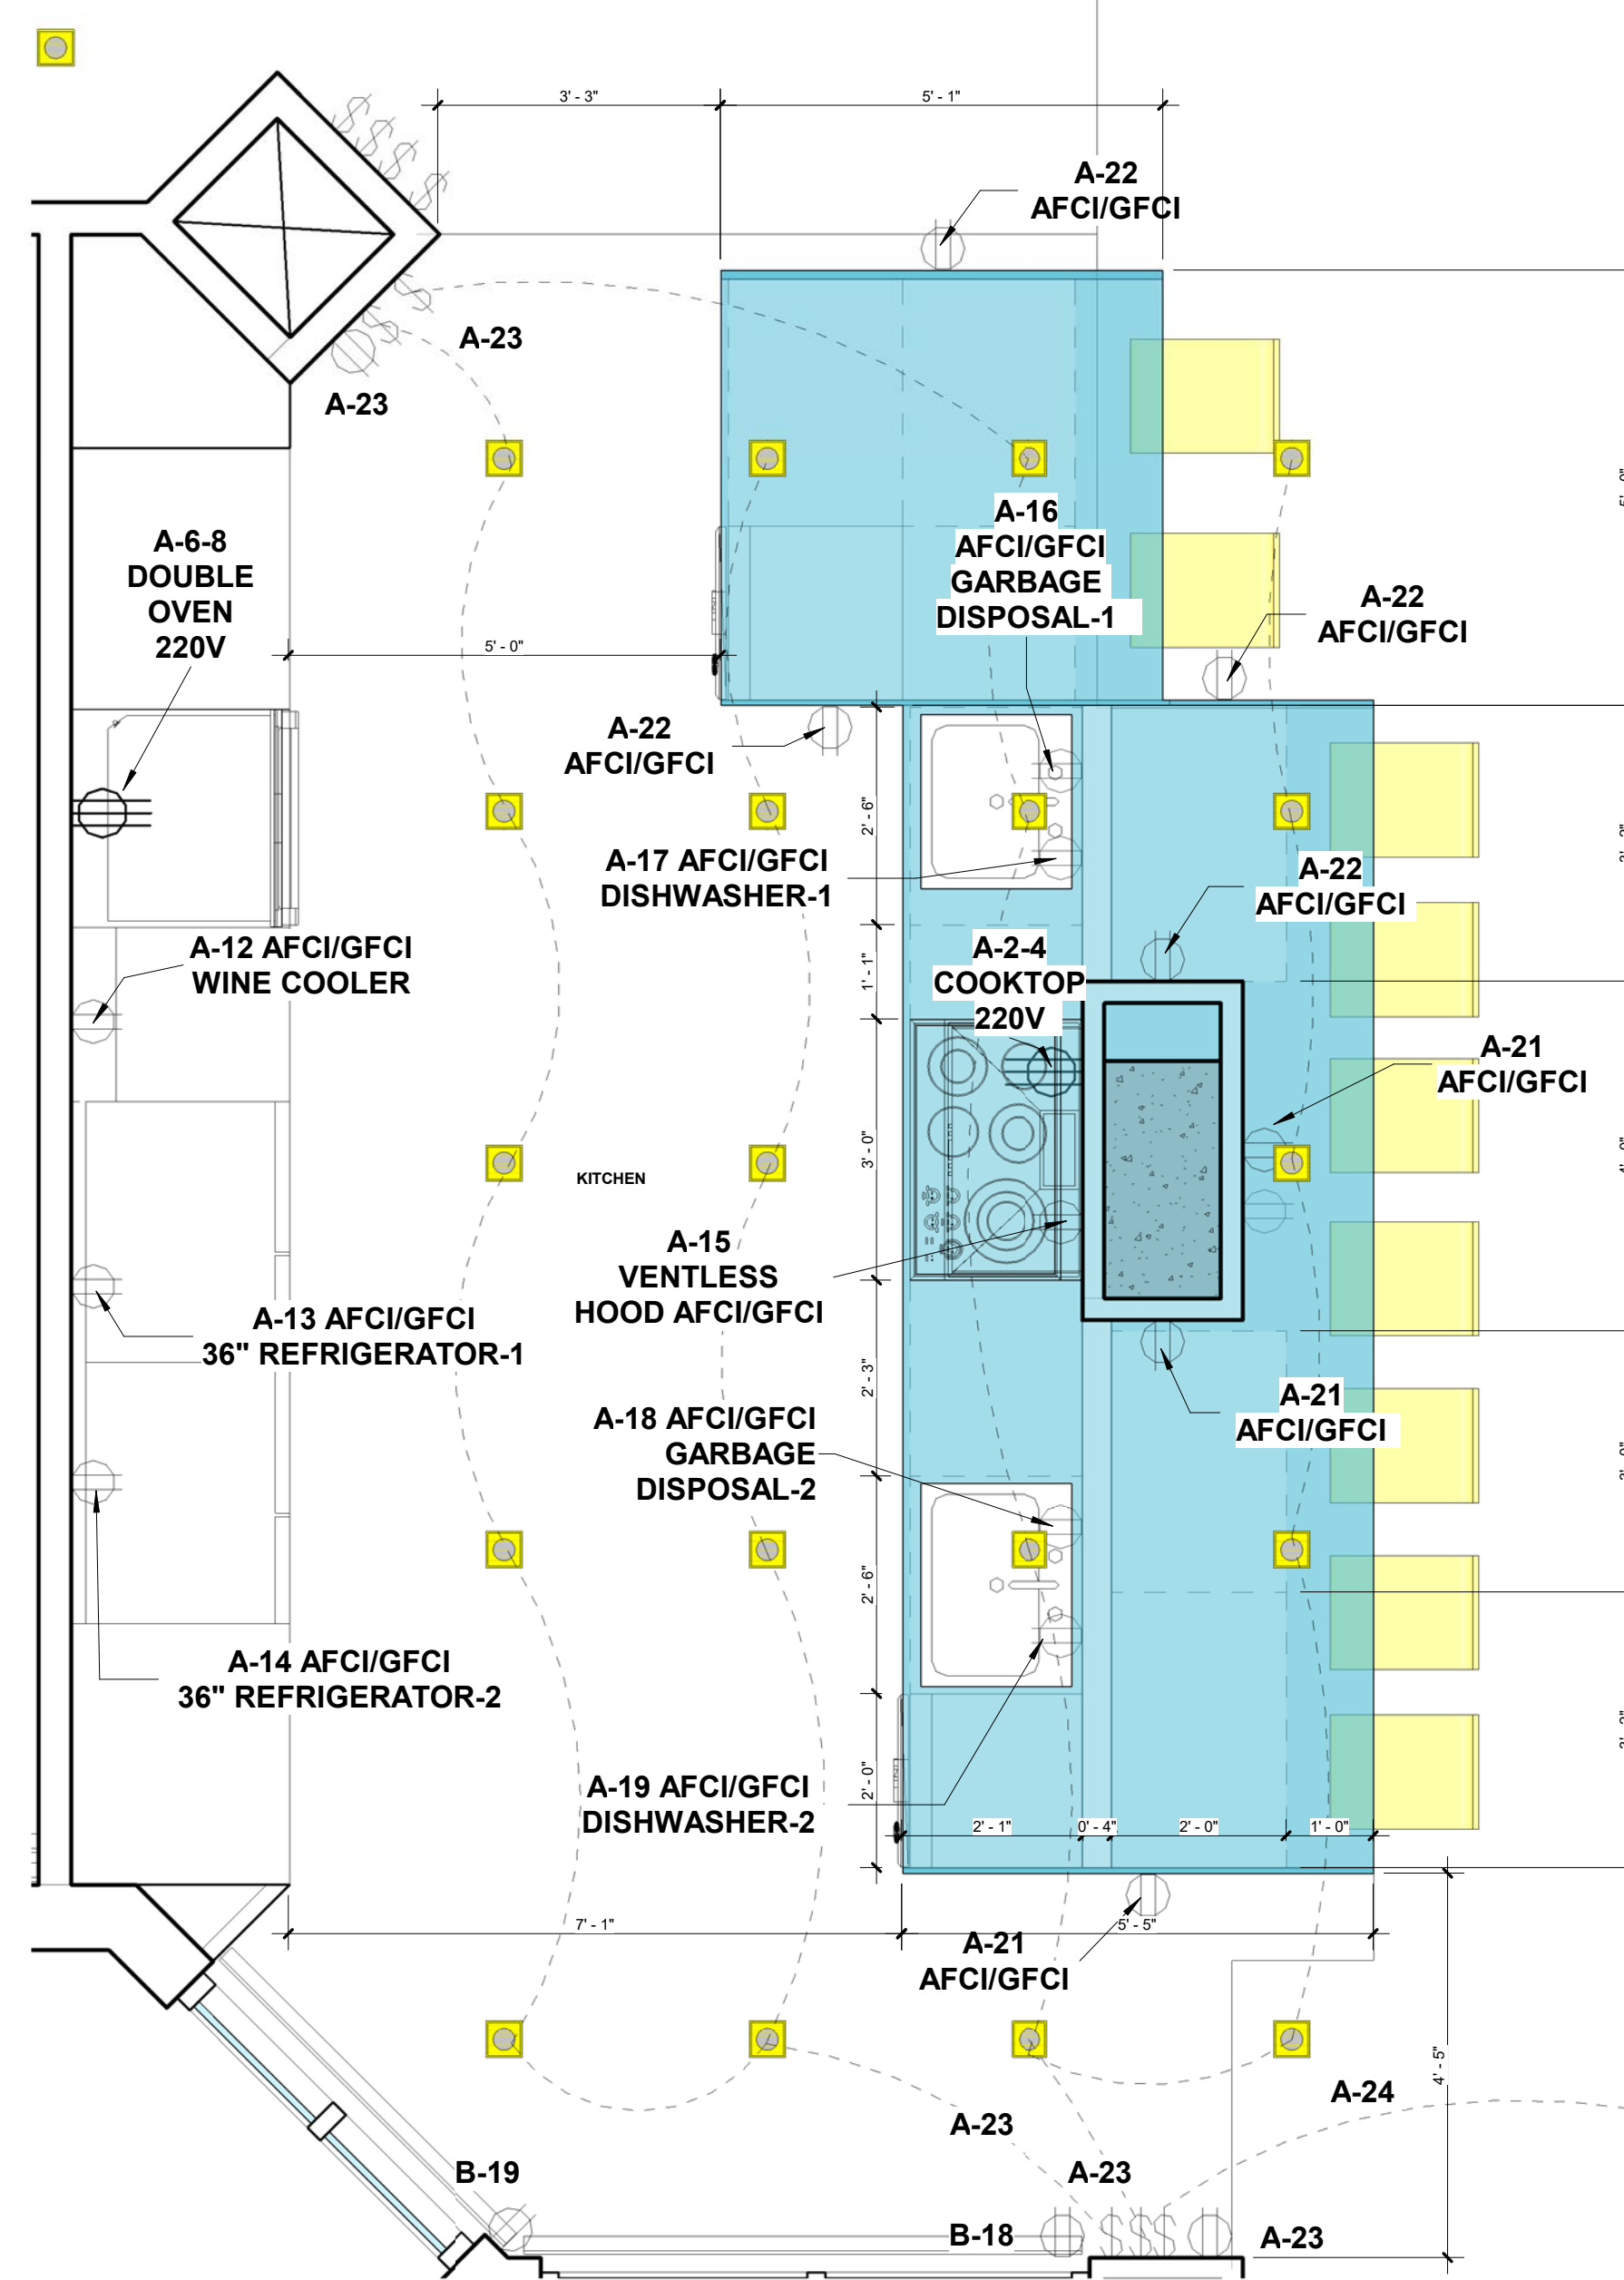 3' - 3"
5' - 1"
A-22
AFCI/GFCI
A-23
A-23
A-16
AFCI/GFCI
GARBAGE
DISPOSAL-1
A-6-8
DOUBLE
OVEN
220V
A-22
AFCI/GFCI
5' - 0"
A-22
AFCI/GFCI
2' - 6"
A-17 AFCI/GFCI
DISHWASHER-1
A-22
AFCI/GFCI
A-12 AFCI/GFCI
WINE COOLER
1' - 1"
A-2-4
COOKTOP
220V
A-21
AFCI/GFCI
3' - 0"
KITCHEN
A-15
VENTLESS
HOOD AFCI/GFCI
A-13 AFCI/GFCI
36" REFRIGERATOR-1
2' - 3"
A-21
AFCI/GFCI
A-18 AFCI/GFCI
GARBAGE
DISPOSAL-2
2' - 6"
A-14 AFCI/GFCI
36" REFRIGERATOR-2
A-19 AFCI/GFCI
DISHWASHER-2
2' - 0"
2' - 1"
0' - 4"
2' - 0"
1' - 0"
7' - 1"
5' - 5"
A-21
AFCI/GFCI
4' - 5"
A-24
A-23
A-23
B-19
B-18
A-23